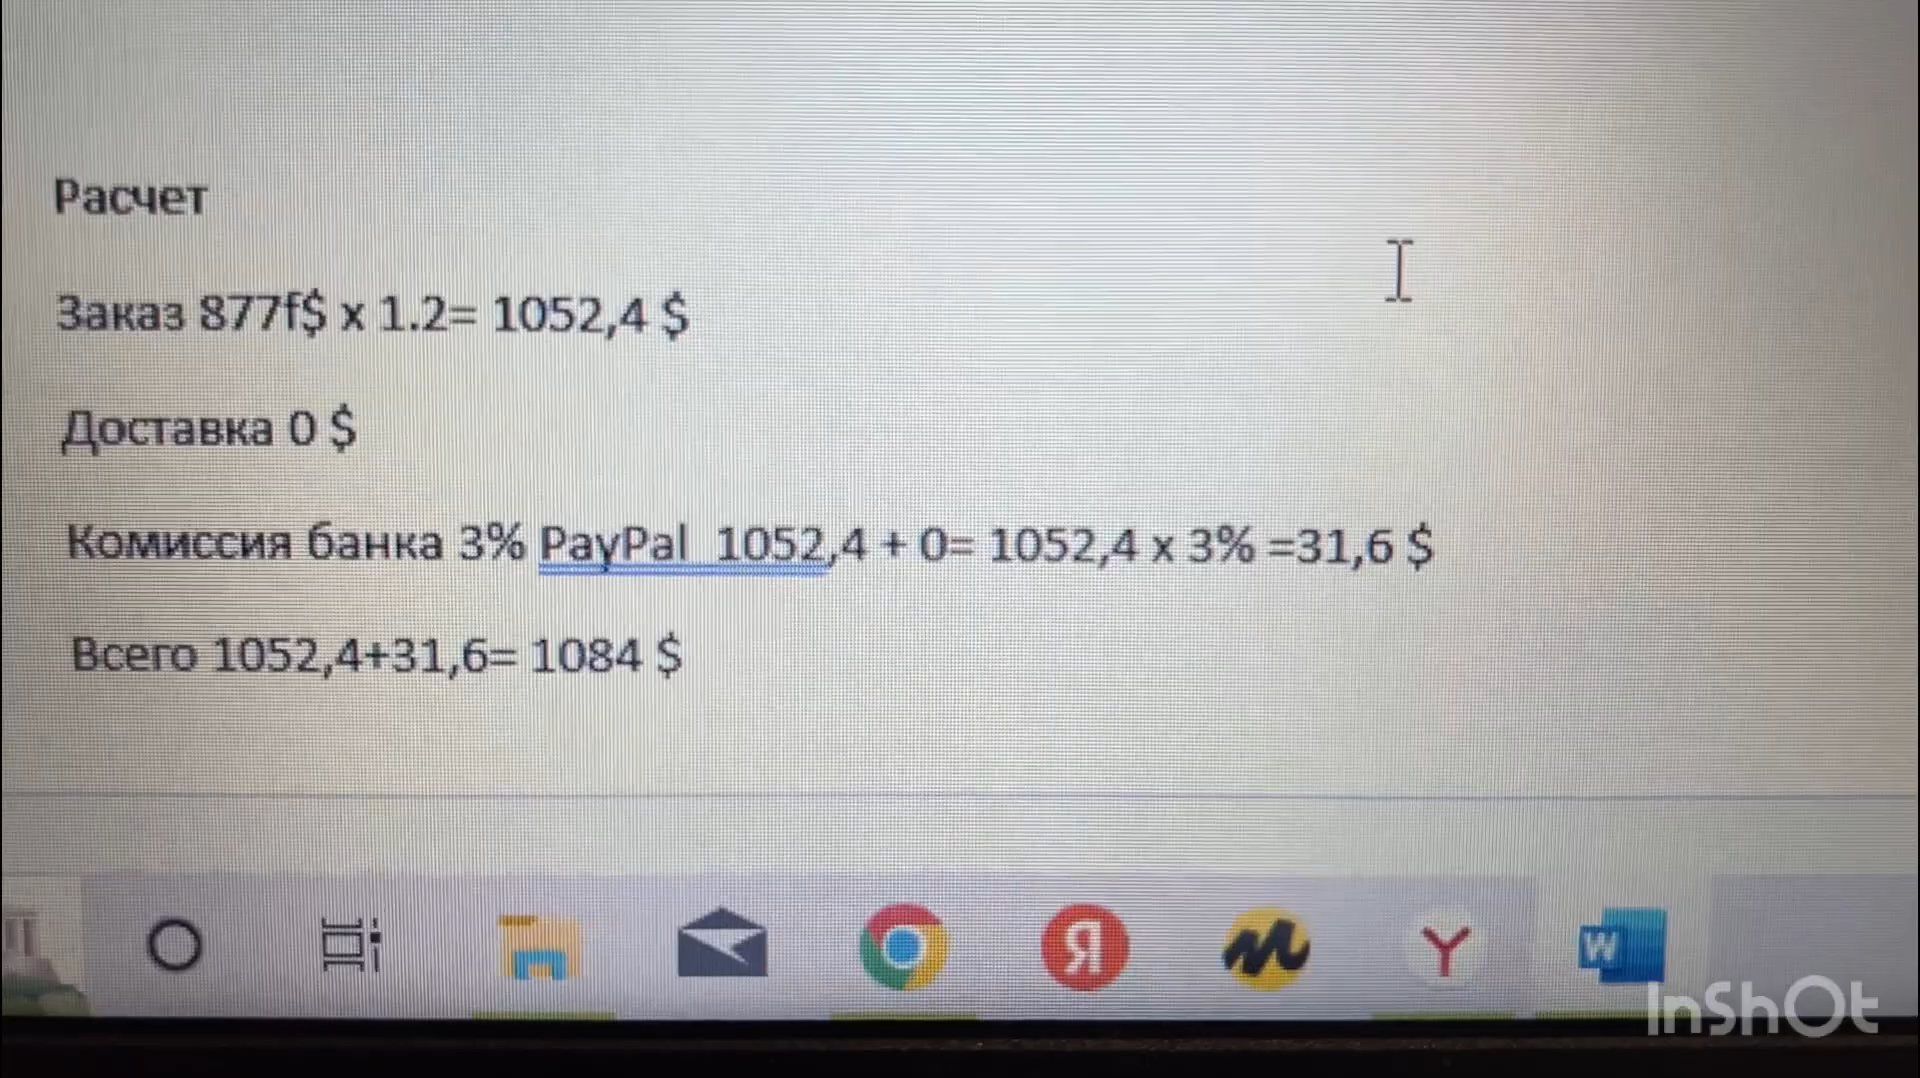 Расчет
Заказ 877f$ x 1.2= 1052,4 $
Доставка 0 $
Комиссия банка 3% PayPal 1052,4 + 0= 1052,4 x 3% =31,6 $
Всего 1052,4+31,6= 1084 $
Я
Y
W
InShOt